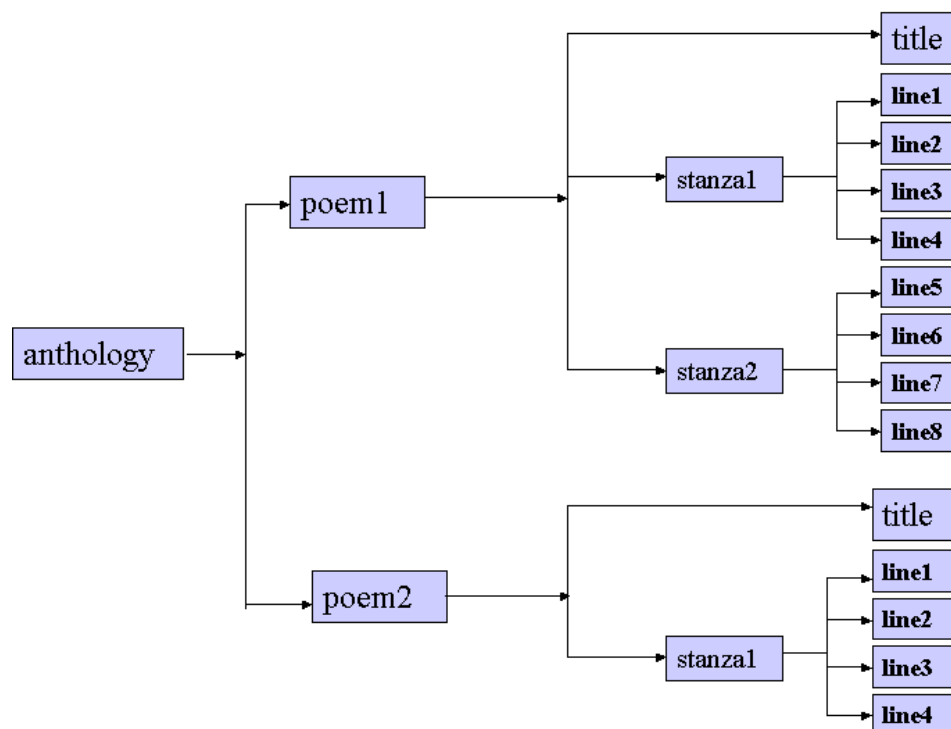 title
line1
line2
stanza1
line3
poem1
line4
line5
line6
anthology
stanza2
line7
line8
title
line1
poem2
line2
stanza1
line3
line4